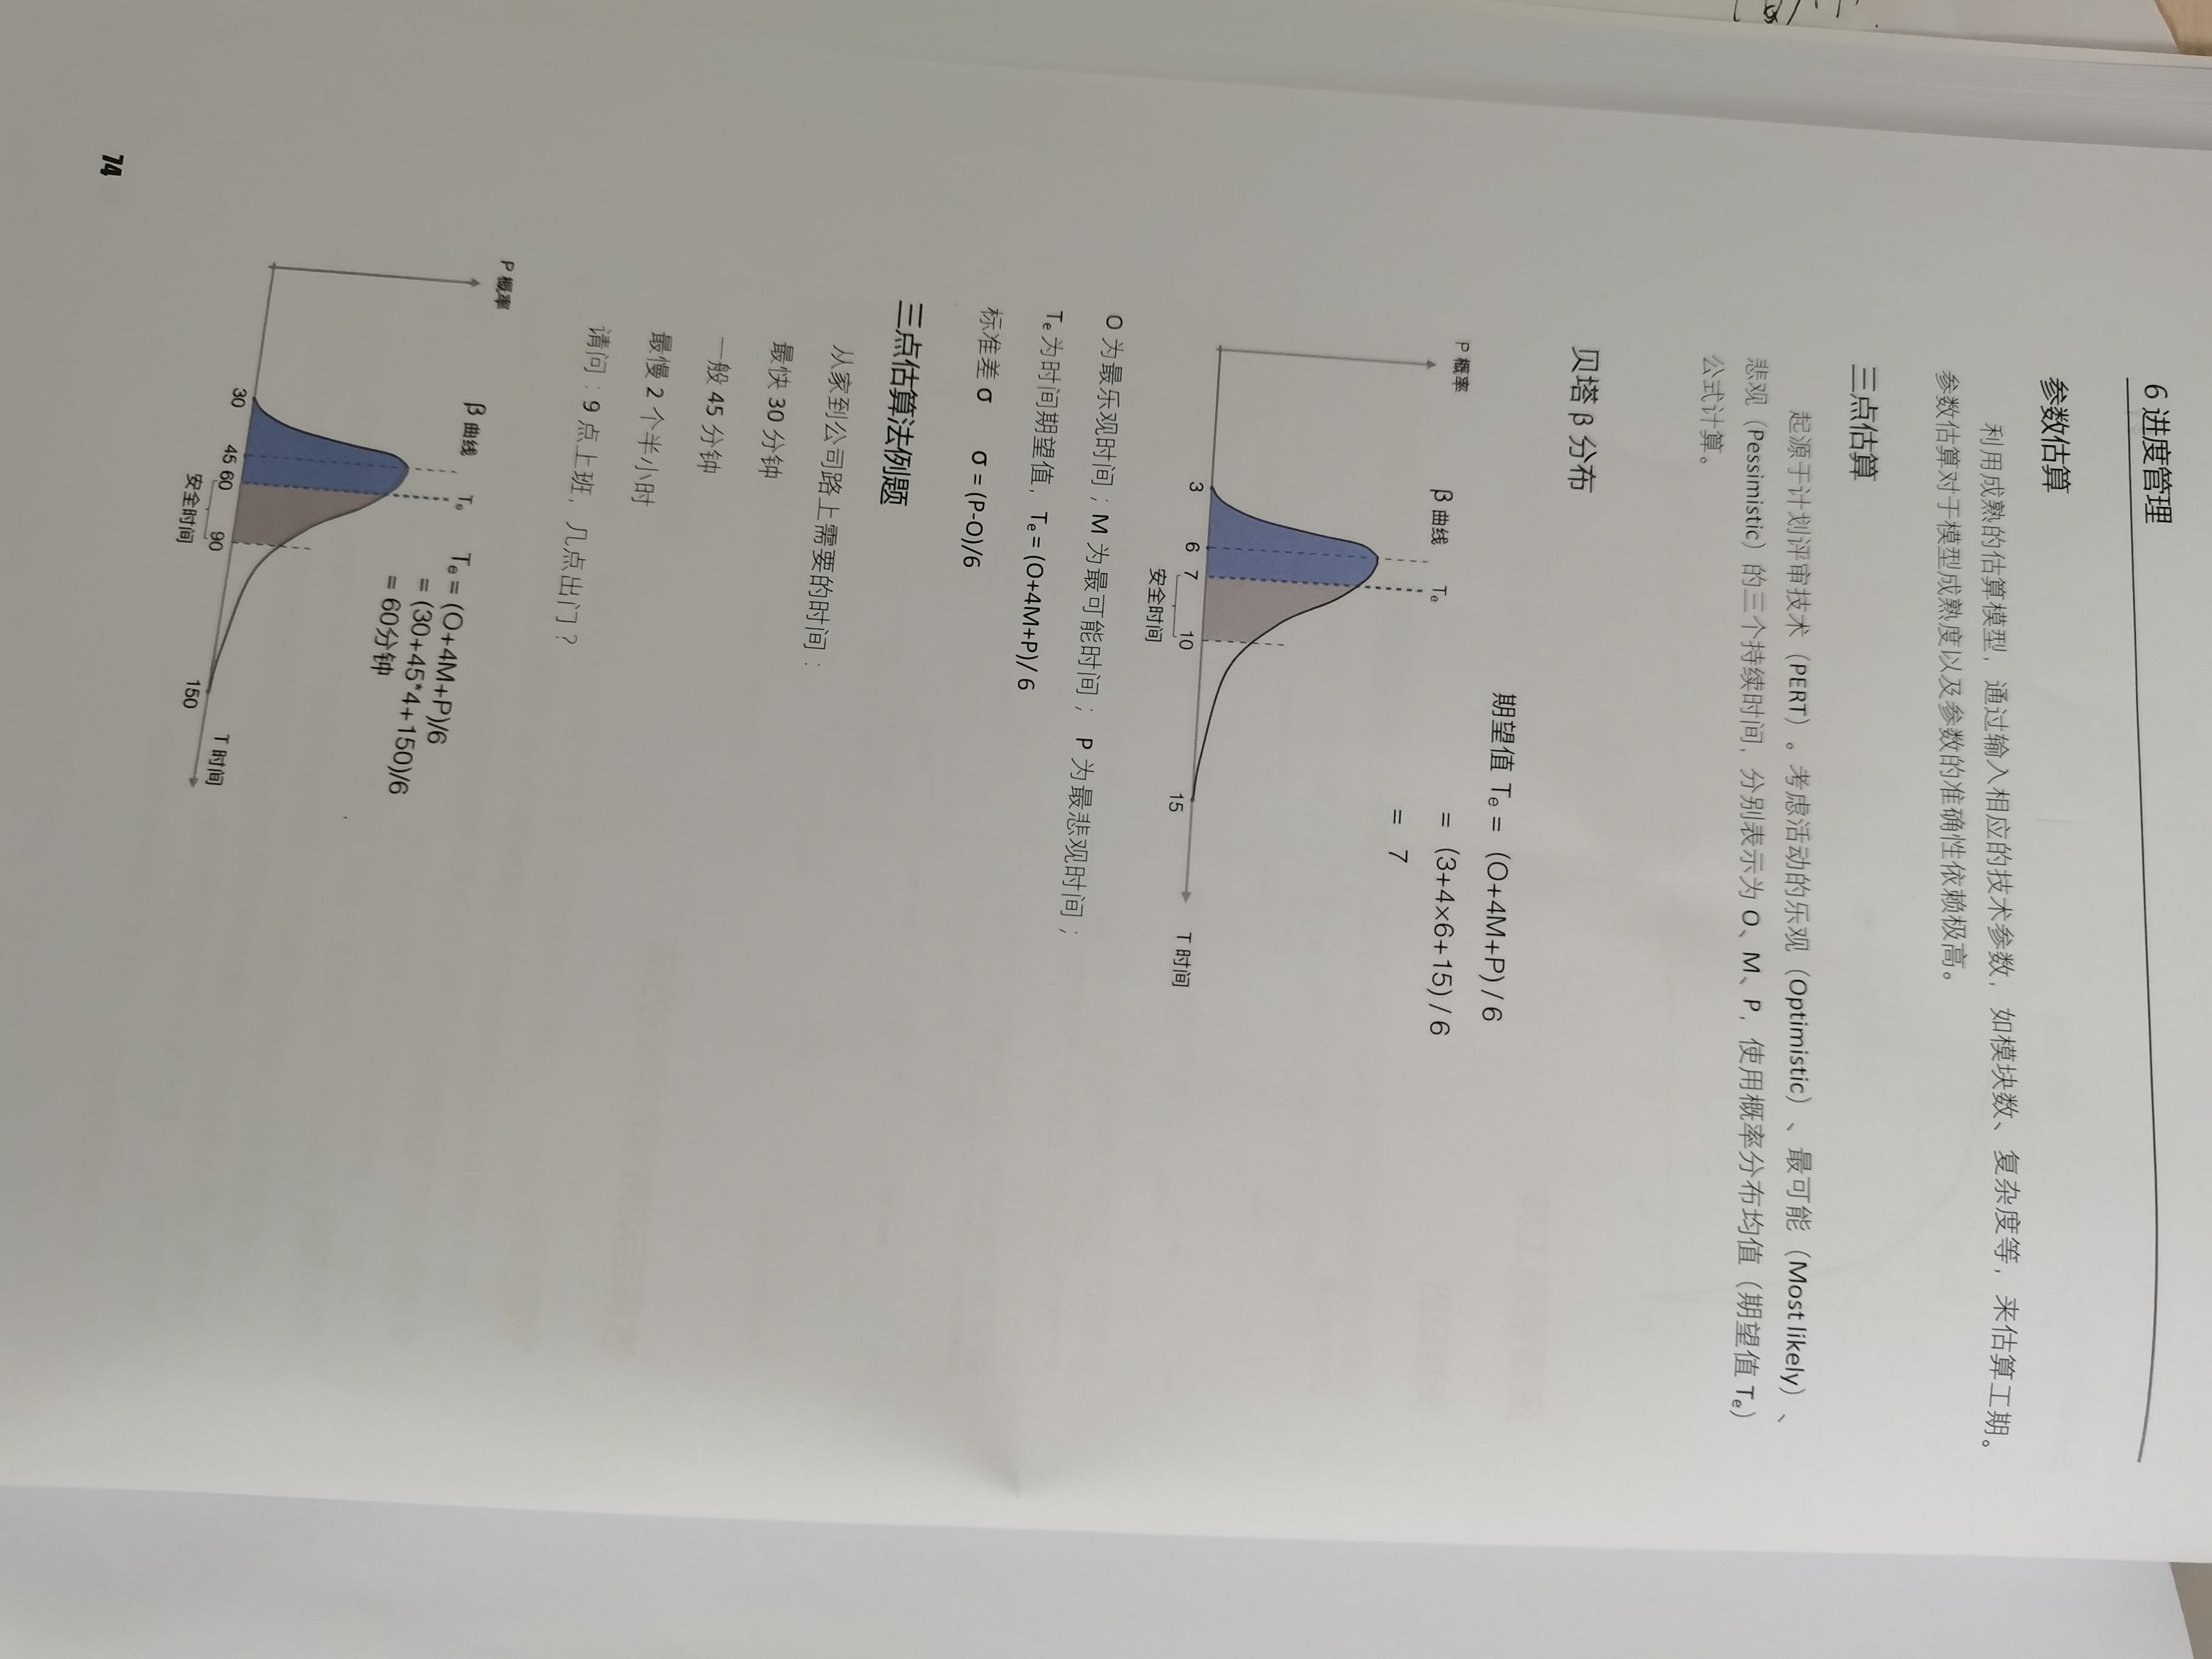 6 进度管理
参数估算
利用成熟的估算模型，通过输入相应的技术参数，如模块数、复杂度等，来估算工期。
参数估算对于模型成熟度以及参数的准确性依赖极高。
三点估算
起源于计划评审技术（PERT）。考虑活动的乐观（Optimistic）、最可能（Most likely）、
悲观（Pessimistic）的三个持续时间，分别表示为 O、M、P，使用概率分布均值（期望值 Te）
公式计算。
贝塔 β 分布
期望值 Te = (O+4M+P) / 6
= (3+4×6+15) / 6
= 7
P 概率
β 曲线 Te
3 6 7 10 15 T 时间
安全时间
O 为最乐观时间；M 为最可能时间； P 为最悲观时间；
Te 为时间期望值，Te = (O+4M+P)/ 6
标准差 σ σ = (P-O)/6
三点估算法例题
从家到公司路上需要的时间：
最快 30 分钟
一般 45 分钟
最慢 2 个半小时
请问：9 点上班，几点出门？
P 概率
β 曲线 Te
Te = (O+4M+P)/6
= (30+45*4+150)/6
= 60分钟
30 45 60 90 150 T 时间
安全时间
74